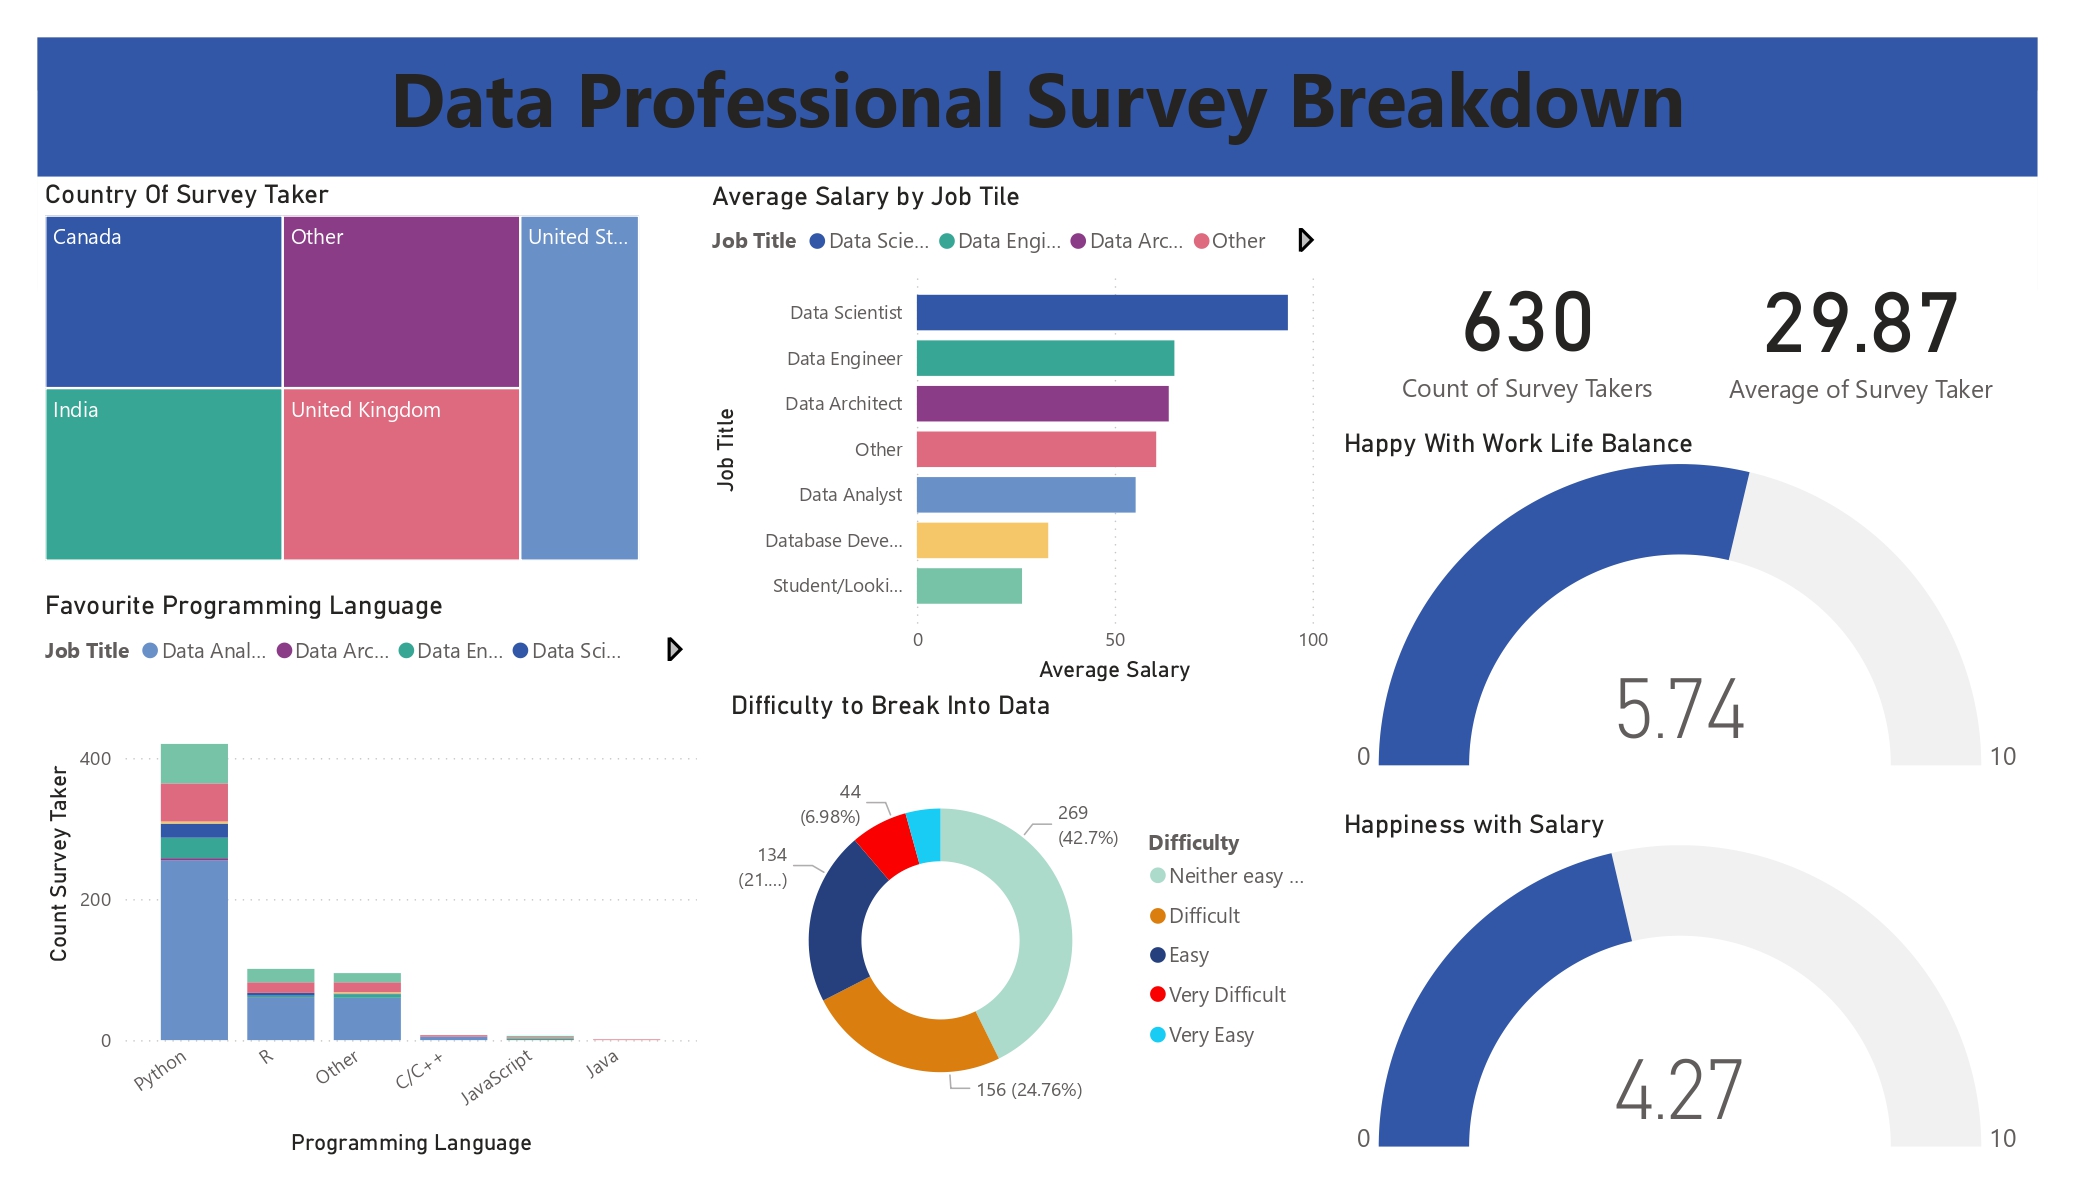 Data Professional Survey Breakdown
Country Of Survey Taker
Canada
Other
United St...
India
United Kingdom
Average Salary by Job Tile
Job Title Data Scie... Data Engi... Data Arc... Other
Job Title
Data Scientist
Data Engineer
Data Architect
Other
Data Analyst
Database Deve...
Student/Looki...
0 50 100
Average Salary
630
Count of Survey Takers
29.87
Average of Survey Taker
Happy With Work Life Balance
5.74
0 10
Favourite Programming Language
Job Title Data Anal... Data Arc... Data En... Data Sci...
Count Survey Taker
400
200
0
Python R Other C/C++ JavaScript Java
Programming Language
Difficulty to Break Into Data
44
(6.98%)
269
(42.7%)
134
(21....)
156 (24.76%)
Difficulty
Neither easy ...
Difficult
Easy
Very Difficult
Very Easy
Happiness with Salary
4.27
0 10